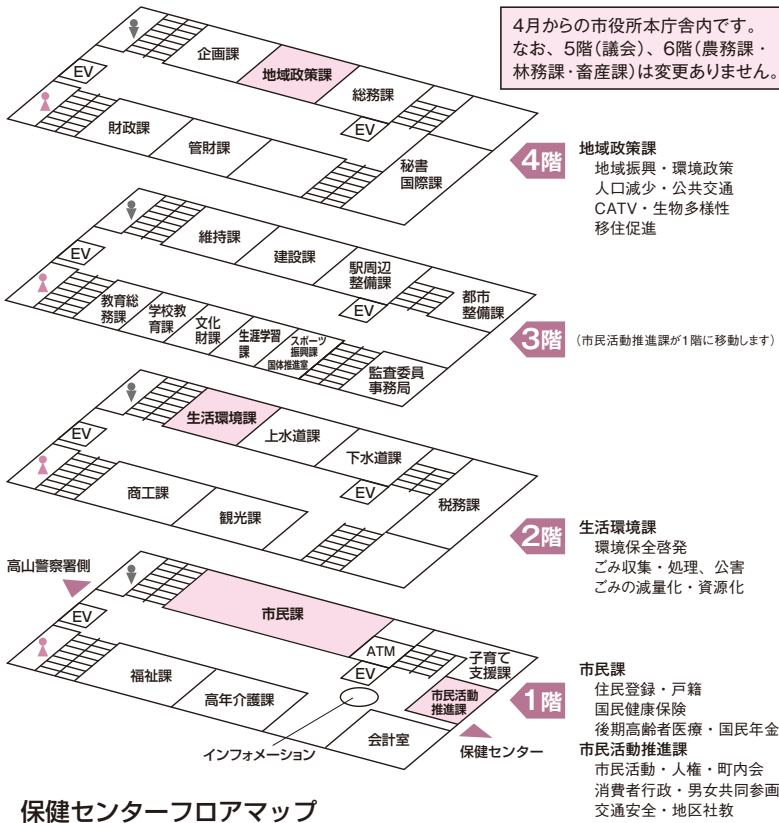 4月からの市役所本庁舎内です。
なお、5階(議会)、6階(農務課・
林務課・畜産課)は変更ありません。
企画課
地域政策課
総務課
EV
EV
財政課
管財課
秘書
国際課
4階
地域政策課
地域振興・環境政策
人口減少・公共交通
CATV・生物多様性
移住促進
維持課
建設課
駅周辺
整備課
都市
整備課
EV
EV
教育総
務課
学校教
育課
文化
財課
生涯学習
課
スポーツ
振興課
国体推進室
監査委員
事務局
3階
(市民活動推進課が1階に移動します)
生活環境課
上水道課
下水道課
税務課
EV
EV
商工課
観光課
2階
生活環境課
環境保全啓発
ごみ収集・処理、公害
ごみの減量化・資源化
高山警察署側
市民課
ATM
EV
EV
子育て
支援課
市民活動
推進課
福祉課
高年介護課
会計室
インフォメーション
保健センター
1階
市民課
住民登録・戸籍
国民健康保険
後期高齢者医療・国民年金
市民活動推進課
市民活動・人権・町内会
消費者行政・男女共同参画
交通安全・地区社教
保健センターフロアマップ